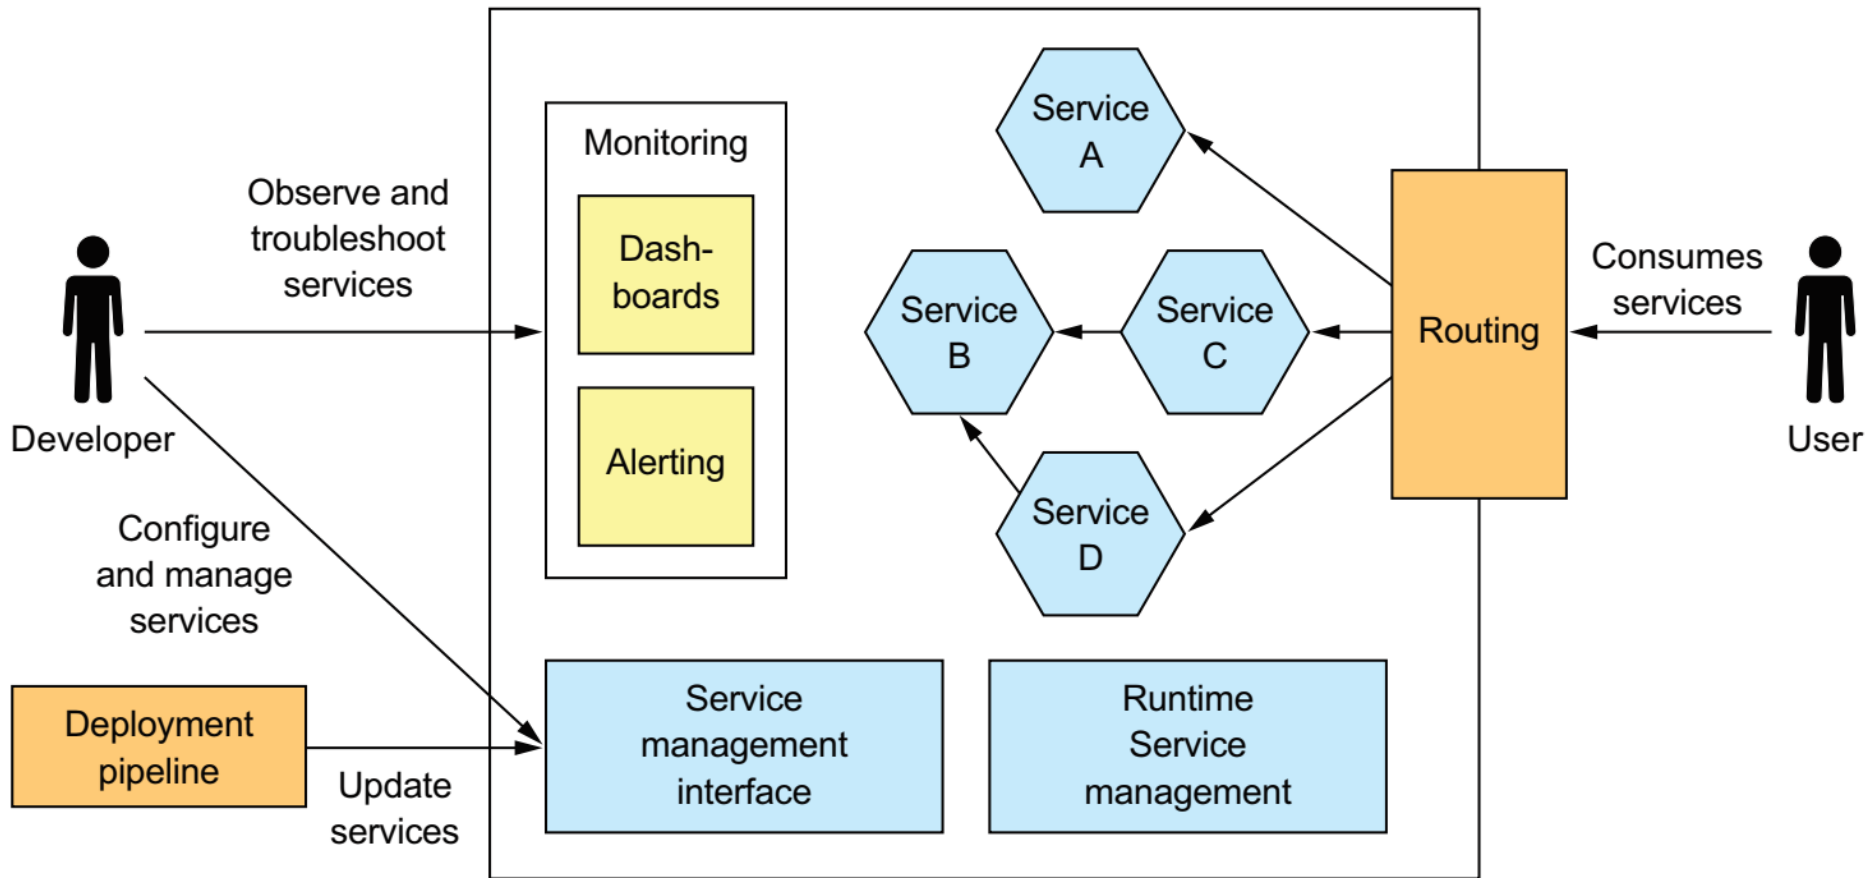 Observe and
troubleshoot
services
Developer
Configure
and manage
services
Deployment
pipeline
Update
services
Monitoring
Dash-
boards
Alerting
Service
management
interface
Runtime
Service
management
Service
A
Service
B
Service
C
Service
D
Routing
Consumes
services
User